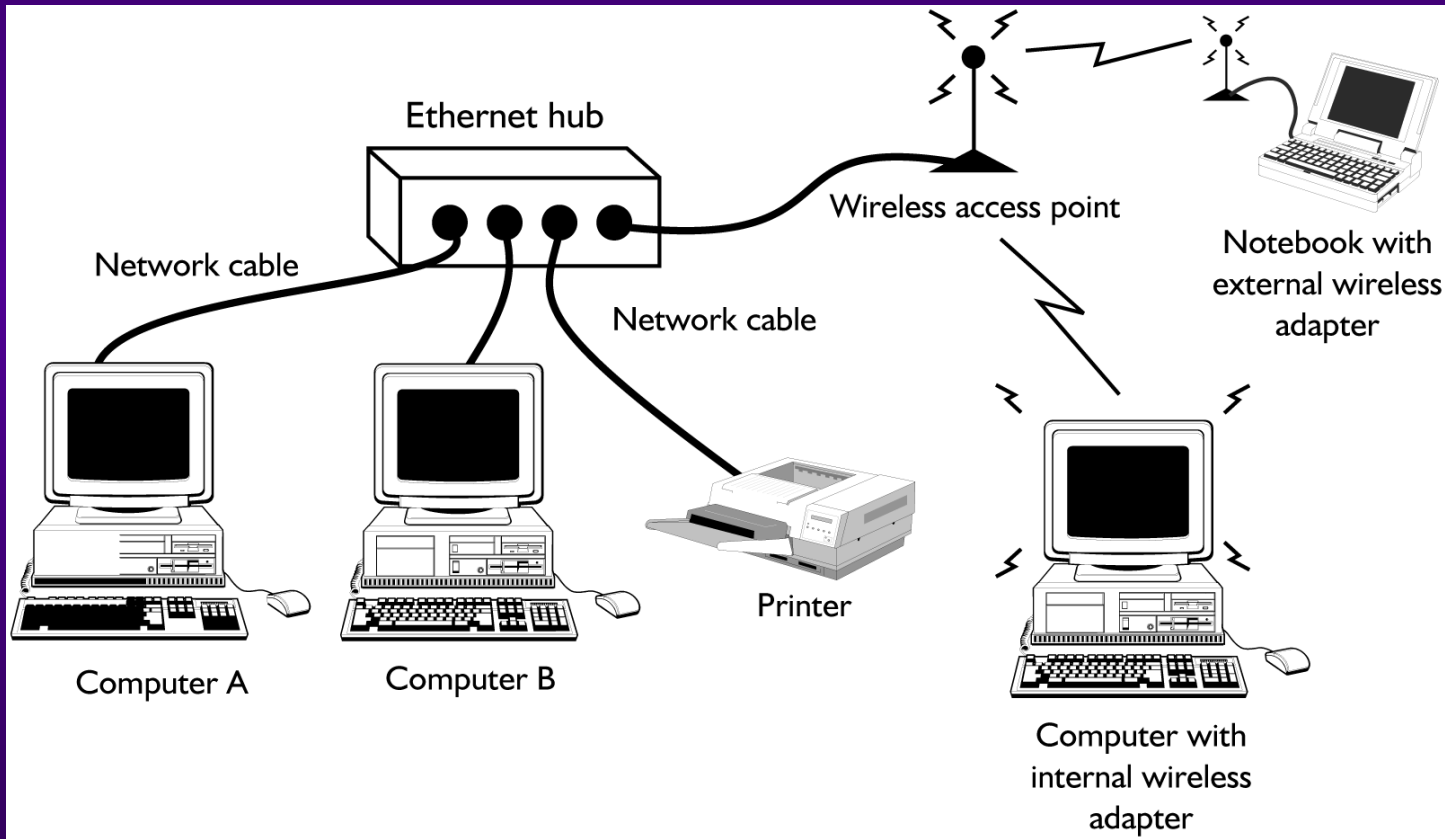 Ethernet hub
Wireless access point
Notebook with
external wireless
adapter
Network cable
Network cable
Printer
Computer A
Computer B
Computer with
internal wireless
adapter